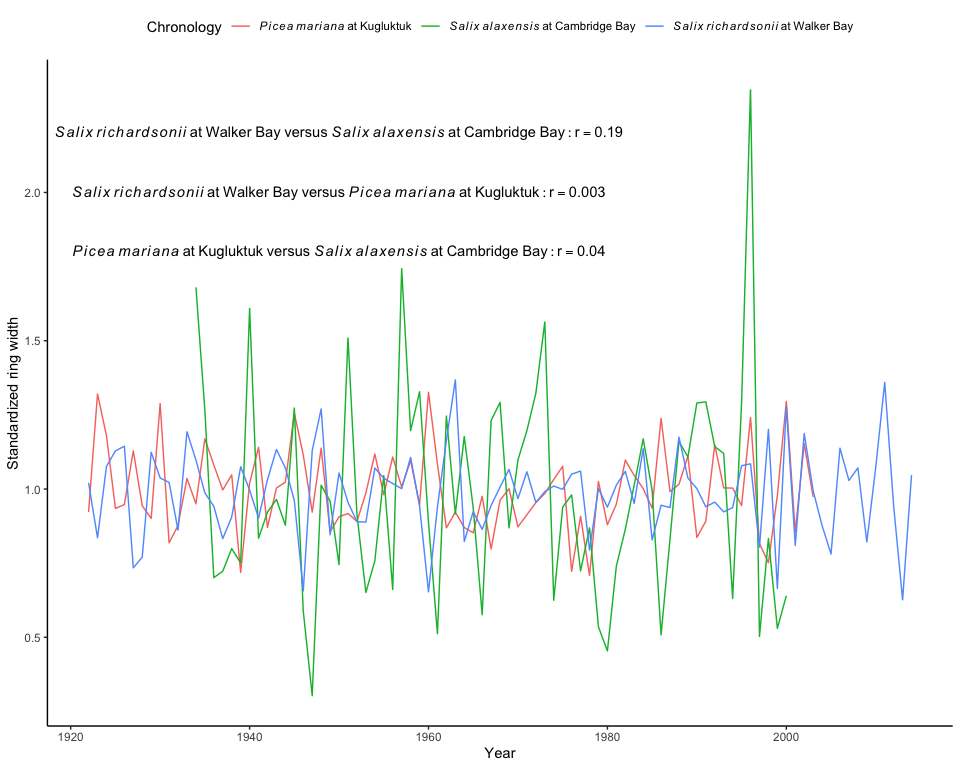 Chronology Picea mariana at Kugluktuk Salix alaxensis at Cambridge Bay Salix richardsonii at Walker Bay
Salix richardsonii at Walker Bay versus Salix alaxensis at Cambridge Bay : r = 0.19
Salix richardsonii at Walker Bay versus Picea mariana at Kugluktuk : r = 0.003
Picea mariana at Kugluktuk versus Salix alaxensis at Cambridge Bay : r = 0.04
Standardized ring width
2.0
1.5
1.0
0.5
1920 1940 1960 1980 2000
Year